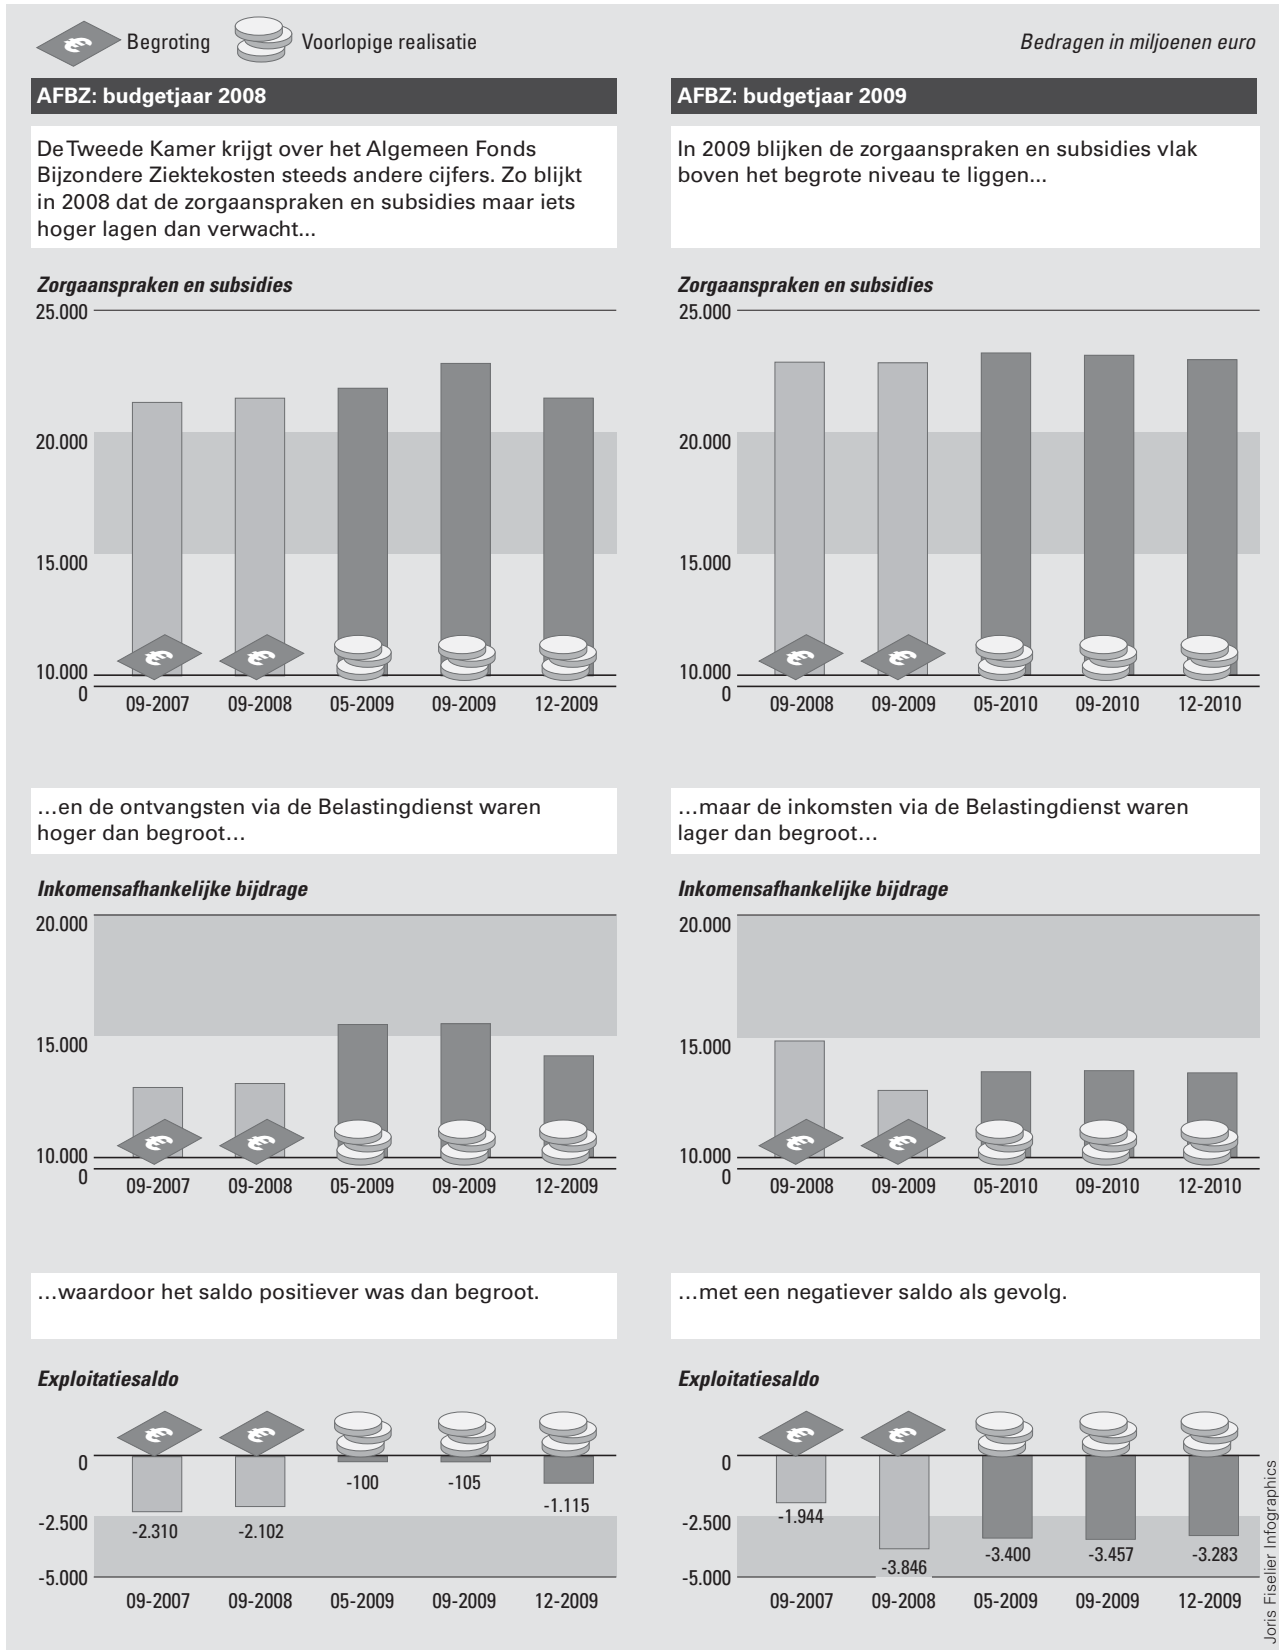 Begroting
Voorlopige realisatie
Bedragen in miljoenen euro
AFBZ: budgetjaar 2008
De Tweede Kamer krijgt over het Algemeen Fonds
Bijzondere Ziektekosten steeds andere cijfers. Zo blijkt
in 2008 dat de zorgaanspraken en subsidies maar iets
hoger lagen dan verwacht...
Zorgaanspraken en subsidies
25.000
20.000
15.000
10.000
0
09-2007 09-2008 05-2009 09-2009 12-2009
...en de ontvangsten via de Belastingdienst waren
hoger dan begroot...
Inkomensafhankelijke bijdrage
20.000
15.000
10.000
0
09-2007 09-2008 05-2009 09-2009 12-2009
...waardoor het saldo positiever was dan begroot.
Exploitatiesaldo
0
-100 -105
-1.115
-2.500
-2.310 -2.102
-5.000
09-2007 09-2008 05-2009 09-2009 12-2009
AFBZ: budgetjaar 2009
In 2009 blijken de zorgaanspraken en subsidies vlak
boven het begrote niveau te liggen...
Zorgaanspraken en subsidies
25.000
20.000
15.000
10.000
0
09-2008 09-2009 05-2010 09-2010 12-2010
...maar de inkomsten via de Belastingdienst waren
lager dan begroot...
Inkomensafhankelijke bijdrage
20.000
15.000
10.000
0
09-2008 09-2009 05-2010 09-2010 12-2010
...met een negatiever saldo als gevolg.
Exploitatiesaldo
0
-2.500
-1.944
-3.846 -3.400 -3.457 -3.283
-5.000
09-2007 09-2008 05-2009 09-2009 12-2009
Joris Fiselier Infographics